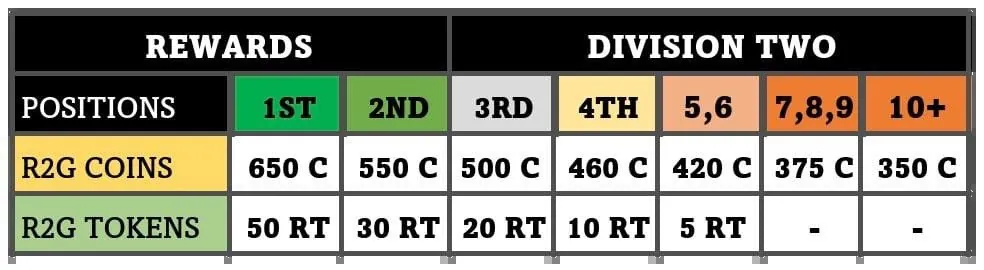 REWARDS DIVISION TWO
POSITIONS 1ST 2ND 3RD 4TH 5,6 7,8,9 10+
R2G COINS 650 C 550 C 500 C 460 C 420 C 375 C 350 C
R2G TOKENS 50 RT 30 RT 20 RT 10 RT 5 RT - -